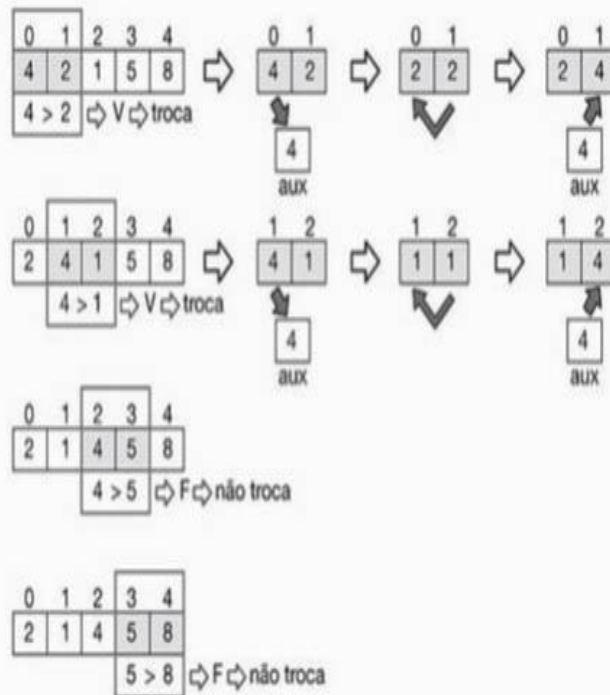 0 1 2 3 4 0 1 0 1 0 1
4 2 1 5 8 4 2 2 2 2 4
4 > 2 V troca
4 4
aux aux
0 1 2 3 4 1 2 1 2 1 2
2 4 1 5 8 4 1 1 1 1 4
4 > 1 V troca
4 4
aux aux
0 1 2 3 4
2 1 4 5 8
4 > 5 F não troca
0 1 2 3 4
2 1 4 5 8
5 > 8 F não troca